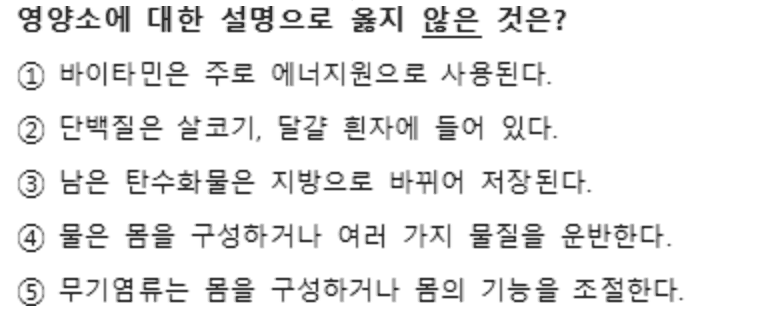 영양소에 대한 설명으로 옳지 않은 것은?
① 바이타민은 주로 에너지원으로 사용된다.
② 단백질은 살코기, 달걀 흰자에 들어 있다.
③ 남은 탄수화물은 지방으로 바뀌어 저장된다.
④ 물은 몸을 구성하거나 여러 가지 물질을 운반한다.
⑤ 무기염류는 몸을 구성하거나 몸의 기능을 조절한다.